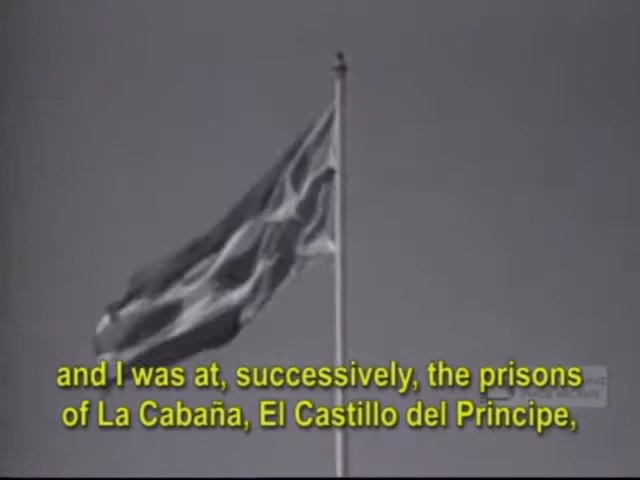 and I was at, successively, the prisons
of La Cabaña, El Castillo del Principe,